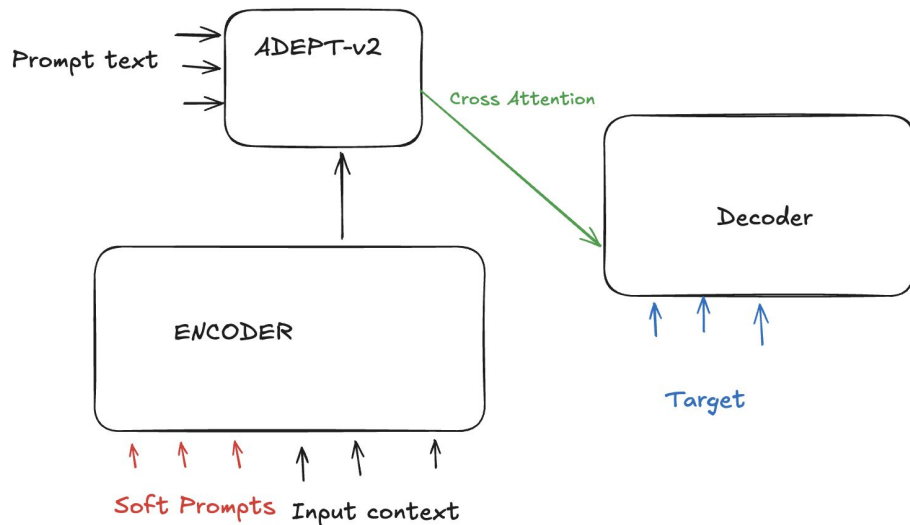 ADEPT-v2
Prompt text
Cross Attention
Decoder
ENCODER
Target
Soft Prompts
Input context